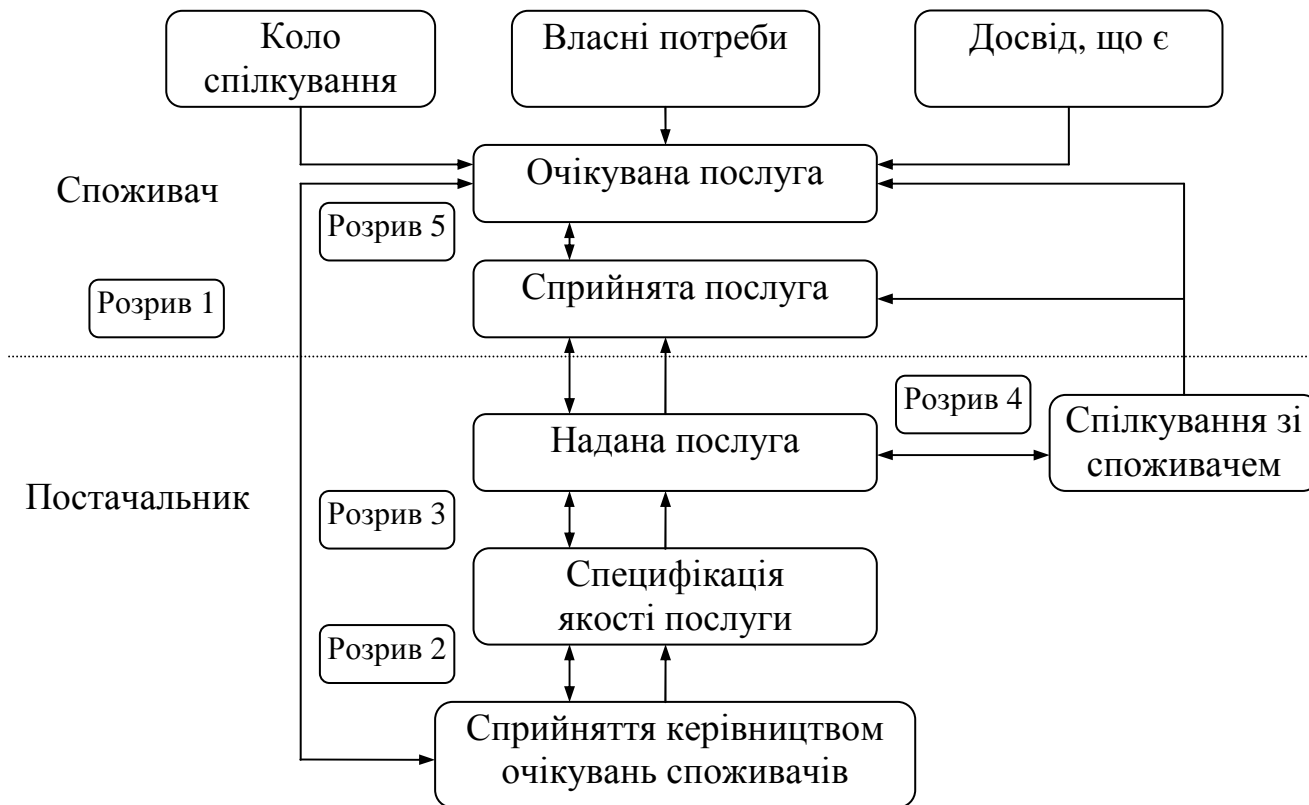 Коло
спілкування
Власні потреби
Досвід, що є
Очікувана послуга
Споживач
Розрив 5
Сприйнята послуга
Розрив 1
Розрив 4
Надана послуга
Спілкування зі
споживачем
Постачальник
Розрив 3
Специфікація
якості послуги
Розрив 2
Сприйняття керівництвом
очікувань споживачів